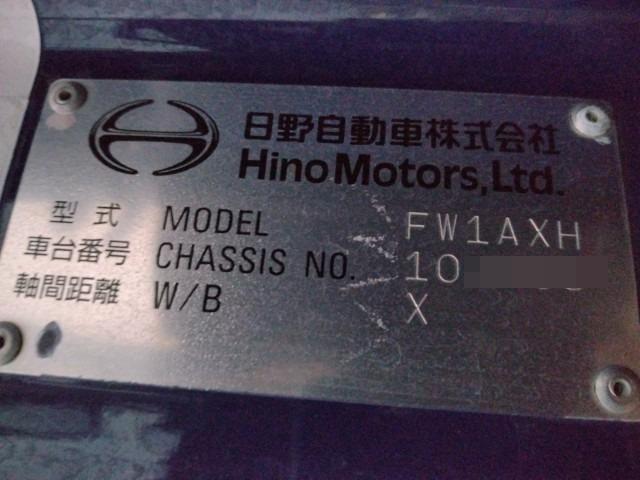 日野自動車株式会社
Hino Motors, Ltd.
型式 MODEL FW1AXH
車台番号 CHASSIS NO. 10
軸間距離 W/B X